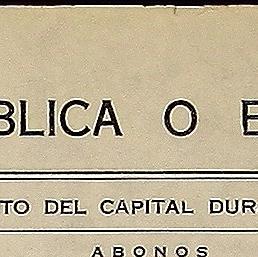 BLICA O E
TO DEL CAPITAL DUR
ABONOS